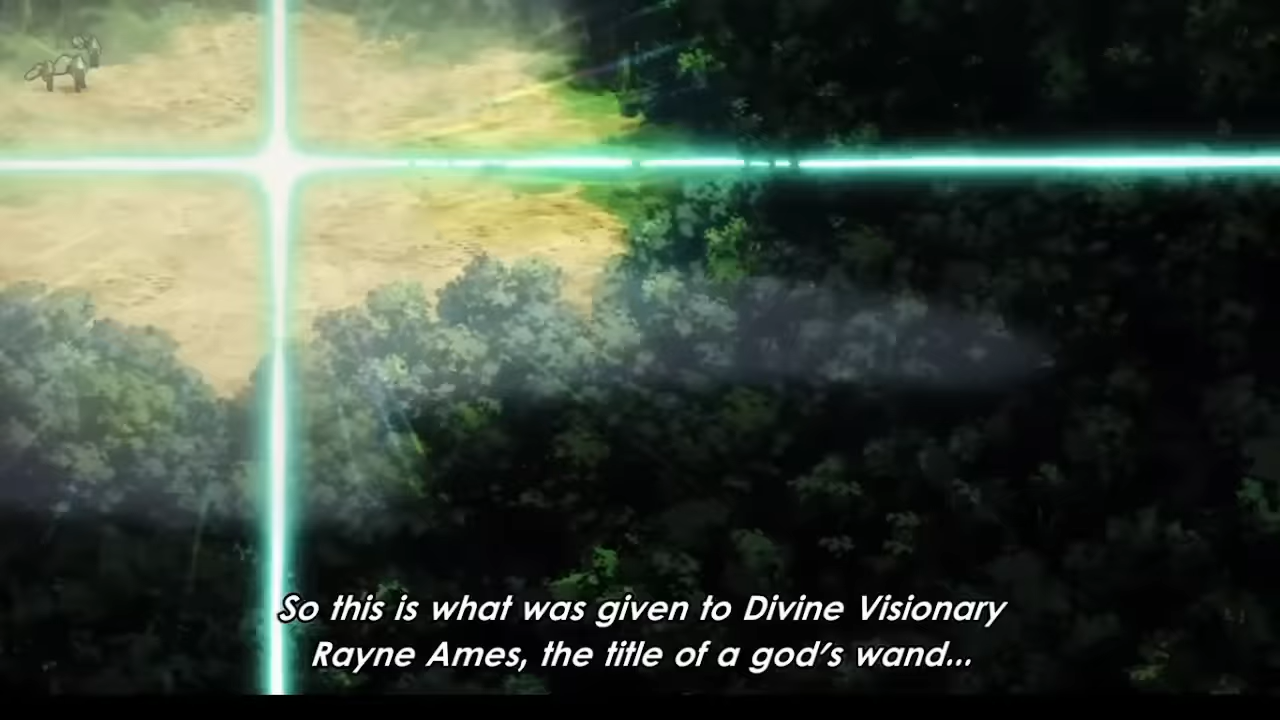 So this is what was given to Divine Visionary
Rayne Ames, the title of a god's wand...